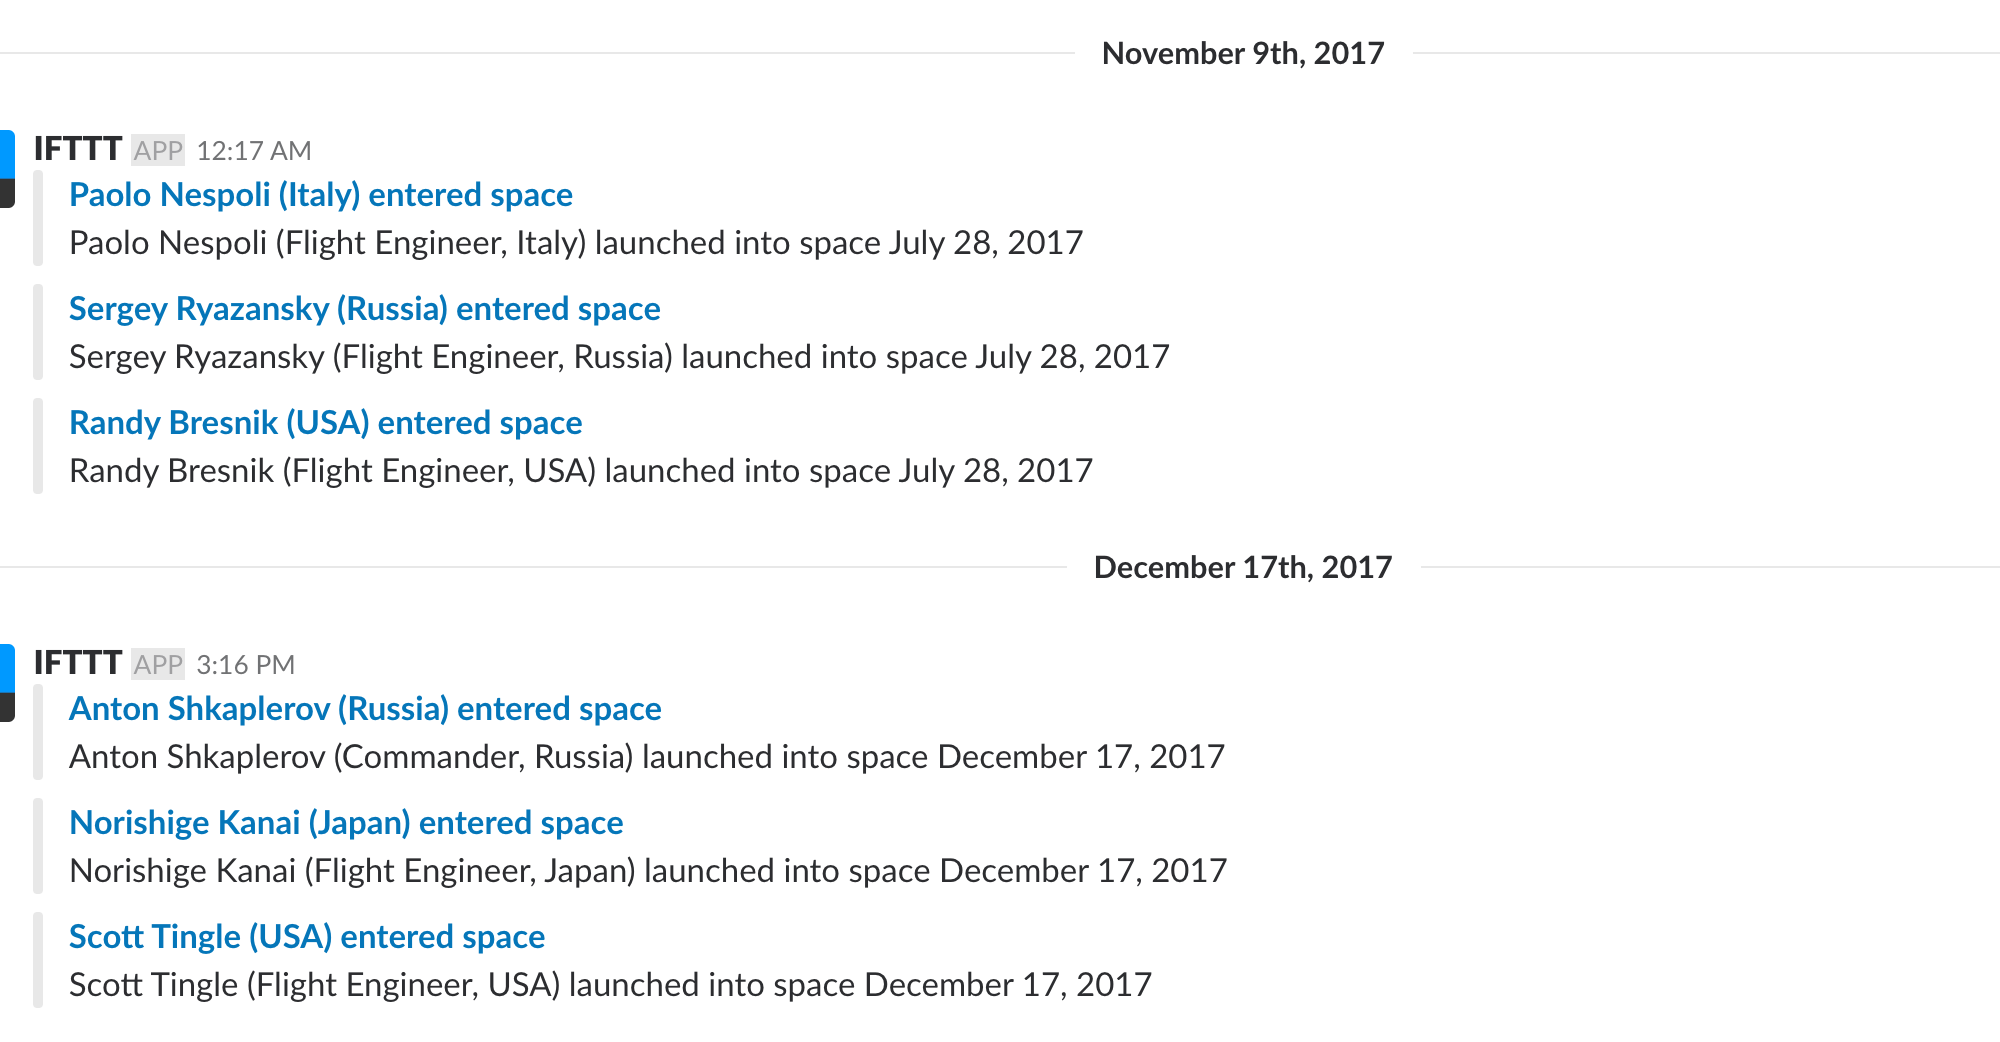 November 9th, 2017
IFTTT APP 12:17 AM
Paolo Nespoli (Italy) entered space
Paolo Nespoli (Flight Engineer, Italy) launched into space July 28, 2017
Sergey Ryazansky (Russia) entered space
Sergey Ryazansky (Flight Engineer, Russia) launched into space July 28, 2017
Randy Bresnik (USA) entered space
Randy Bresnik (Flight Engineer, USA) launched into space July 28, 2017
December 17th, 2017
IFTTT APP 3:16 PM
Anton Shkaplerov (Russia) entered space
Anton Shkaplerov (Commander, Russia) launched into space December 17, 2017
Norishige Kanai (Japan) entered space
Norishige Kanai (Flight Engineer, Japan) launched into space December 17, 2017
Scott Tingle (USA) entered space
Scott Tingle (Flight Engineer, USA) launched into space December 17, 2017